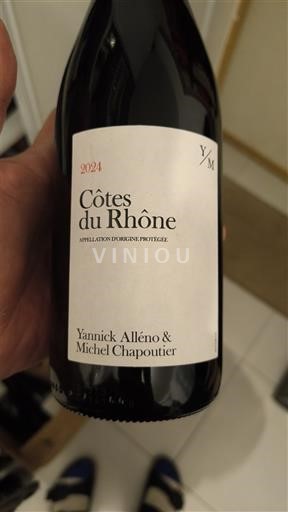 2024
Y/M
Côtes
du Rhône
APPELLATION D'ORIGINE PROTÉGÉE
VINIOU
Yannick Alléno &
Michel Chapoutier